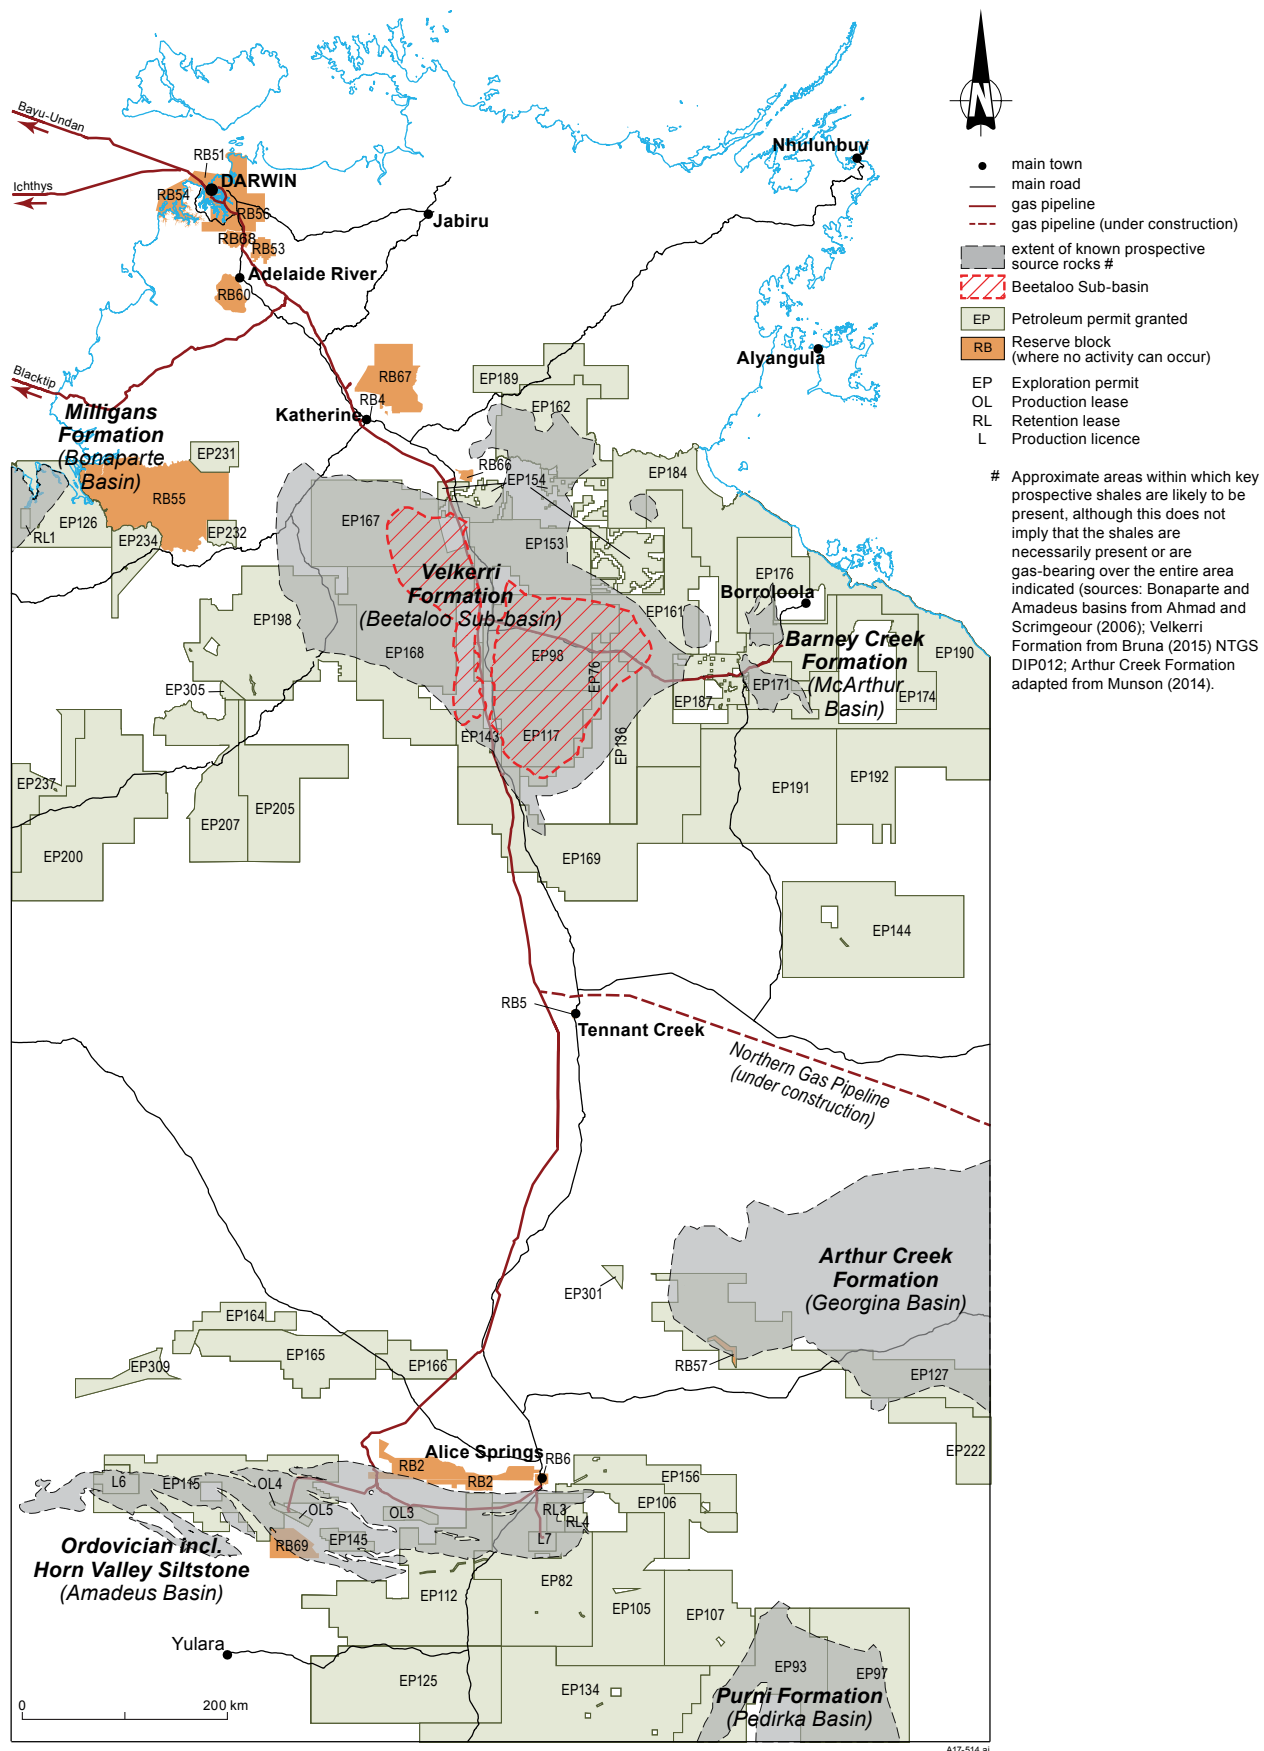 Bayu-Undan
Ichthys
Blacktip
RB51
DARWIN
RB54
RB56
RB68
RB53
Adelaide River
RB60
Jabiru
Nhulunbuy
Alyangula
RB67
RB4
Katherine
EP189
EP162
Milligans
Formation
(Bonaparte
Basin)
EP231
RB55
EP126
RL1
EP234
EP232
RB66
EP154
EP184
EP167
EP153
Velkerri
Formation
(Beetaloo Sub-basin)
EP176
Borroloola
EP161
EP198
EP168
EP98
EP76
Barney Creek
Formation
(McArthur
Basin)
EP190
EP171
EP174
EP187
EP305
EP143
EP117
EP136
EP237
EP191
EP192
EP207
EP205
EP200
EP169
EP144
RB5
Tennant Creek
Northern Gas Pipeline
(under construction)
Arthur Creek
Formation
(Georgina Basin)
EP301
EP164
EP165
EP166
EP309
RB57
EP127
EP222
Alice Springs
RB6
RB2
RB2
L6
EP115
OL4
OL5
OL3
RL3
RL4
L7
EP156
EP106
RB69
EP145
Ordovician incl.
Horn Valley Siltstone
(Amadeus Basin)
EP82
EP112
EP105
EP107
Yulara
EP125
EP134
EP93
EP97
Purni Formation
(Pedirka Basin)
0
200 km
main town
main road
gas pipeline
gas pipeline (under construction)
extent of known prospective
source rocks #
Beetaloo Sub-basin
EP
Petroleum permit granted
RB
Reserve block
(where no activity can occur)
EP Exploration permit
OL Production lease
RL Retention lease
L Production licence
# Approximate areas within which key
prospective shales are likely to be
present, although this does not
imply that the shales are
necessarily present or are
gas-bearing over the entire area
indicated (sources: Bonaparte and
Amadeus basins from Ahmad and
Scrimgeour (2006); Velkerri
Formation from Bruna (2015) NTGS
DIP012; Arthur Creek Formation
adapted from Munson (2014).
A17-514.ai